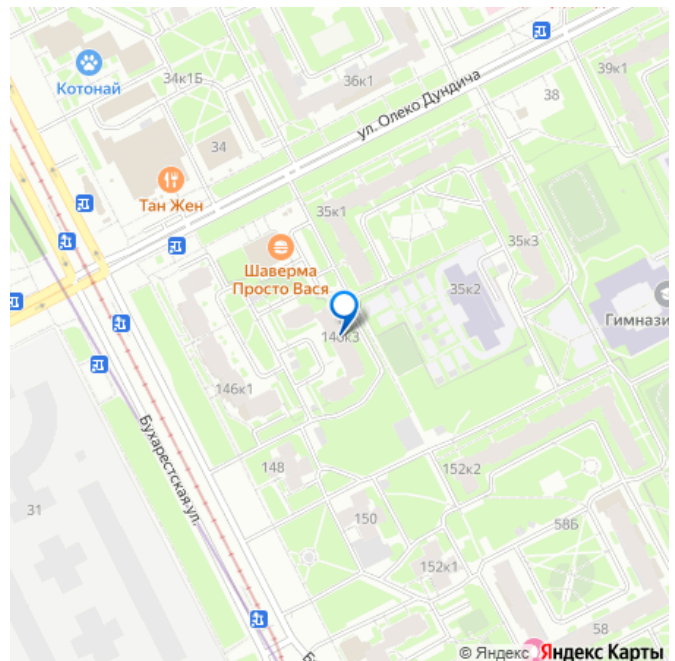 Котонай
34к1Б
36к1
39к1
38
ул. Олеко Дундича
34
Тан Жен
35к1
35к3
Шаверма
Просто Вася
35к2
Гимнази
146к3
146к1
Бухарестская ул.
148
152к2
31
150
58Б
152к1
58
© Яндекс
Яндекс Карты